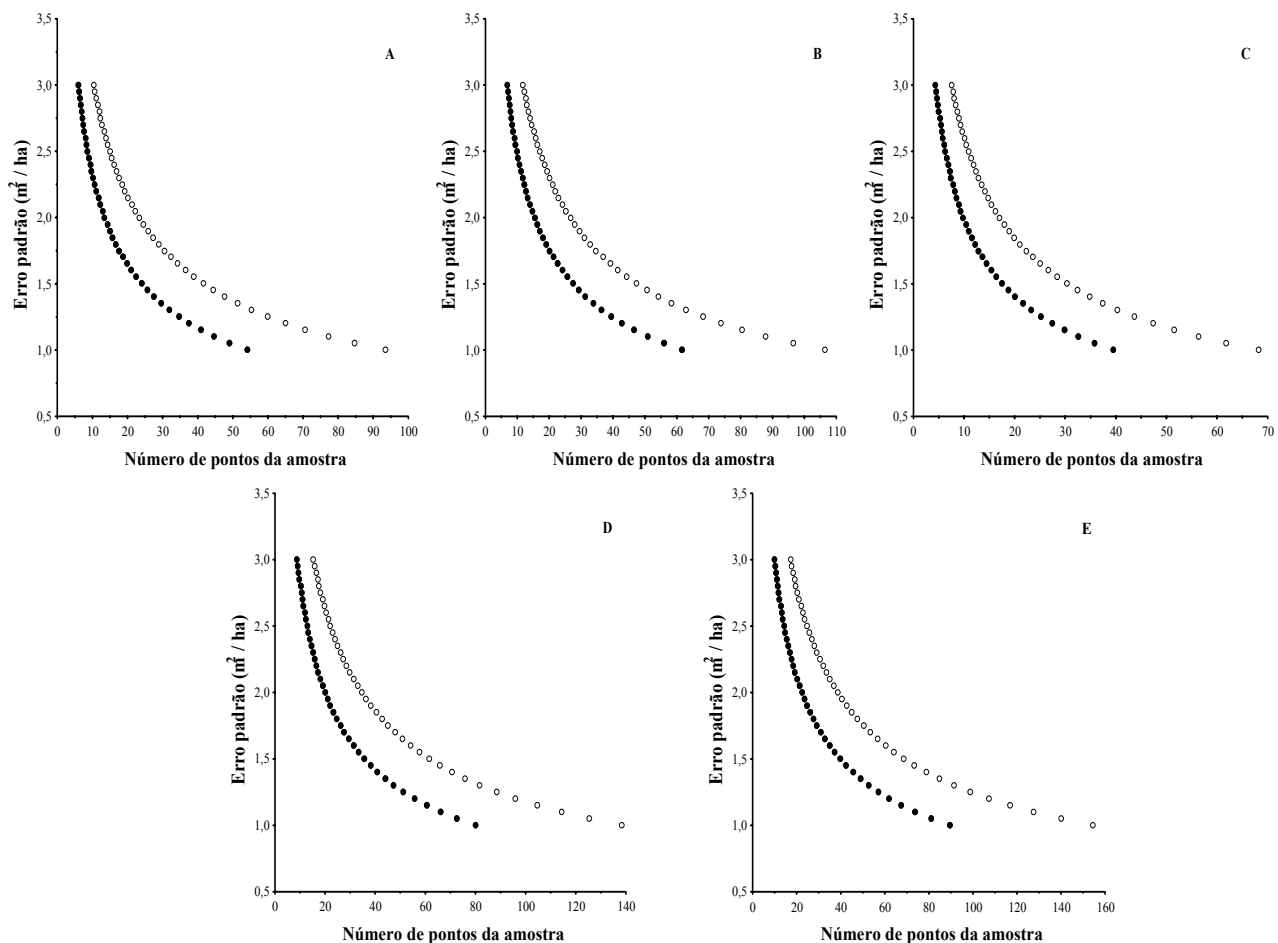 A
3,5
3,0
2,5
2,0
1,5
1,0
0,5
Erro padrão (m² / ha)
0 10 20 30 40 50 60 70 80 90 100
Número de pontos da amostra
B
3,5
3,0
2,5
2,0
1,5
1,0
0,5
Erro padrão (m² / ha)
0 10 20 30 40 50 60 70 80 90 100 110
Número de pontos da amostra
C
3,5
3,0
2,5
2,0
1,5
1,0
0,5
Erro padrão (m² / ha)
0 10 20 30 40 50 60 70
Número de pontos da amostra
D
3,5
3,0
2,5
2,0
1,5
1,0
0,5
Erro padrão (m² / ha)
0 20 40 60 80 100 120 140
Número de pontos da amostra
E
3,5
3,0
2,5
2,0
1,5
1,0
0,5
Erro padrão (m² / ha)
0 20 40 60 80 100 120 140 160
Número de pontos da amostra